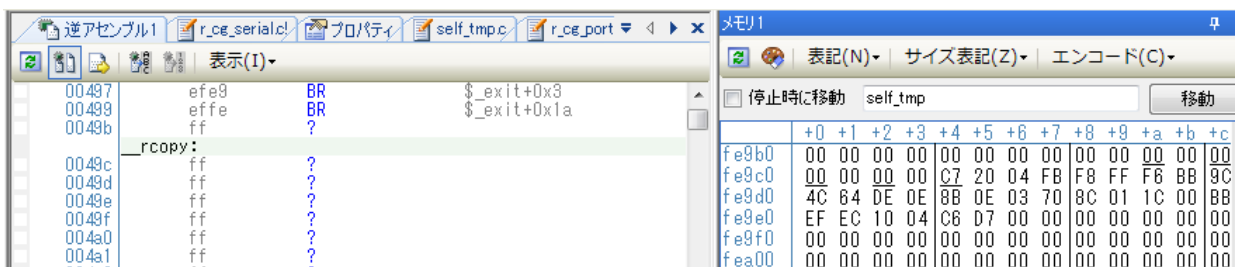 逆アセンブル1 r_cg_serial.c プロパティ self_tmp.c r_cg_port
表示(I)
00497 efe9 BR $_exit+0x3
00499 effe BR $_exit+0x1a
0049b ff ?
__rcopy:
0049c ff ?
0049d ff ?
0049e ff ?
0049f ff ?
004a0 ff ?
004a1 ff ?
メモリ1
表記(N) サイズ表記(Z) エンコード(C)
停止時に移動 self_tmp 移動
+0 +1 +2 +3 +4 +5 +6 +7 +8 +9 +a +b +c
fe9b0 00 00 00 00 00 00 00 00 00 00 00 00 00
fe9c0 00 00 00 00 C7 20 04 FB F8 FF F6 BB 9C
fe9d0 4C 64 DE 0E 8B 0E 03 70 8C 01 1C 00 BB
fe9e0 EF EC 10 04 C6 D7 00 00 00 00 00 00 00
fe9f0 00 00 00 00 00 00 00 00 00 00 00 00 00
fea00 00 00 00 00 00 00 00 00 00 00 00 00 00